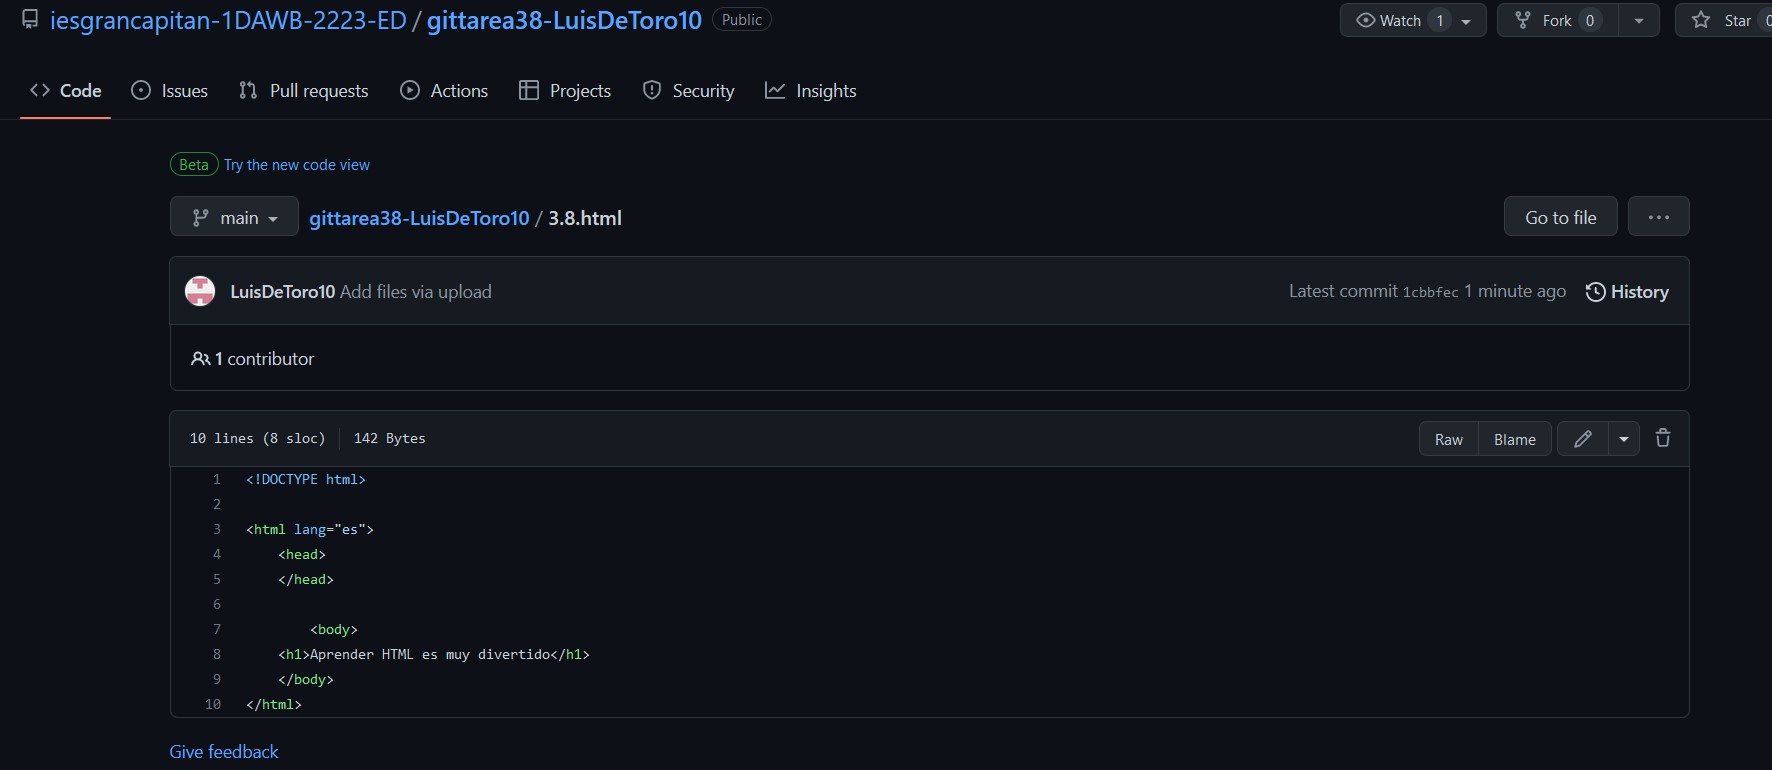 iesgrancapitan-1DAWB-2223-ED / gittarea38-LuisDeToro10 Public Watch 1 Fork 0 Star 0
Code Issues Pull requests Actions Projects Security Insights
Beta Try the new code view
main gittarea38-LuisDeToro10 / 3.8.html Go to file ...
LuisDeToro10 Add files via upload Latest commit 1cbbfec 1 minute ago History
1 contributor
10 lines (8 sloc) 142 Bytes Raw Blame
1 <!DOCTYPE html>
2
3 <html lang="es">
4     <head>
5     </head>
6
7         <body>
8     <h1>Aprender HTML es muy divertido</h1>
9     </body>
10 </html>
Give feedback